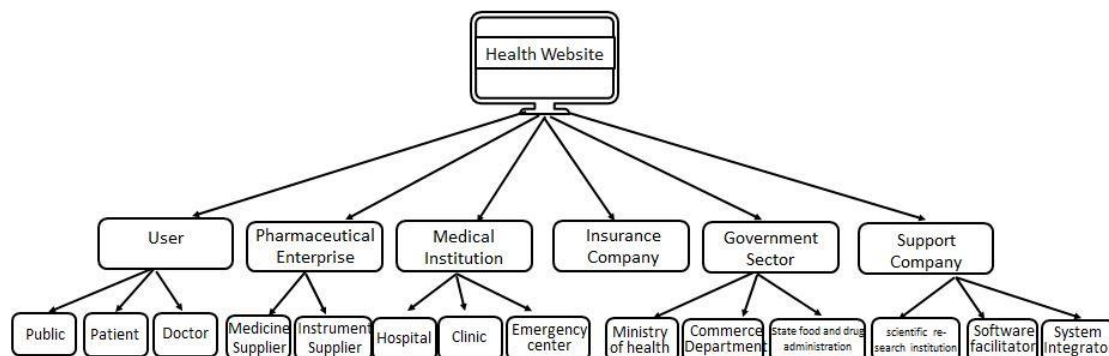 Health Website
User
Pharmaceutical
Enterprise
Medical
Institution
Insurance
Company
Government
Sector
Support
Company
Public
Patient
Doctor
Medicine
Supplier
Instrument
Supplier
Hospital
Clinic
Emergency
center
Ministry
of health
Commerce
Department
State food and drug
administration
scientific re-
search institution
Software
facilitator
System
Integrato